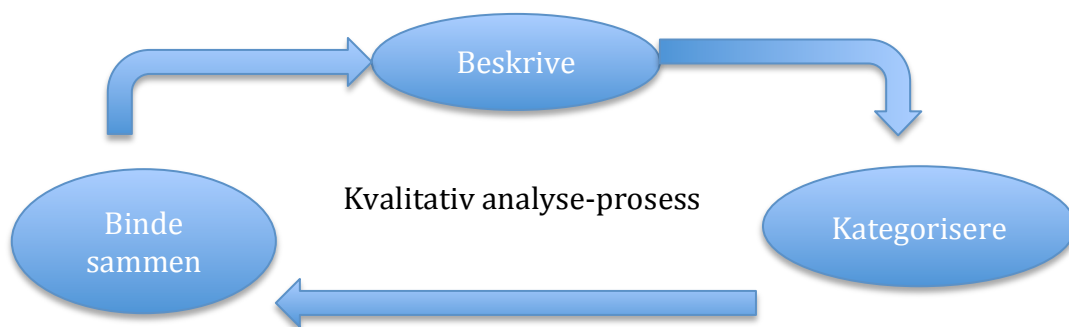 Beskrive
Kvalitativ analyse-prosess
Kategorisere
Binde
sammen